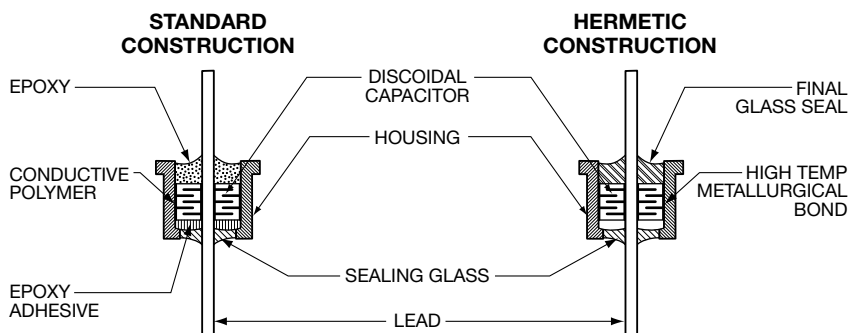 STANDARD
CONSTRUCTION
HERMETIC
CONSTRUCTION
EPOXY
DISCOIDAL
CAPACITOR
FINAL
GLASS SEAL
HOUSING
CONDUCTIVE
POLYMER
HIGH TEMP
METALLURGICAL
BOND
SEALING GLASS
EPOXY
ADHESIVE
LEAD